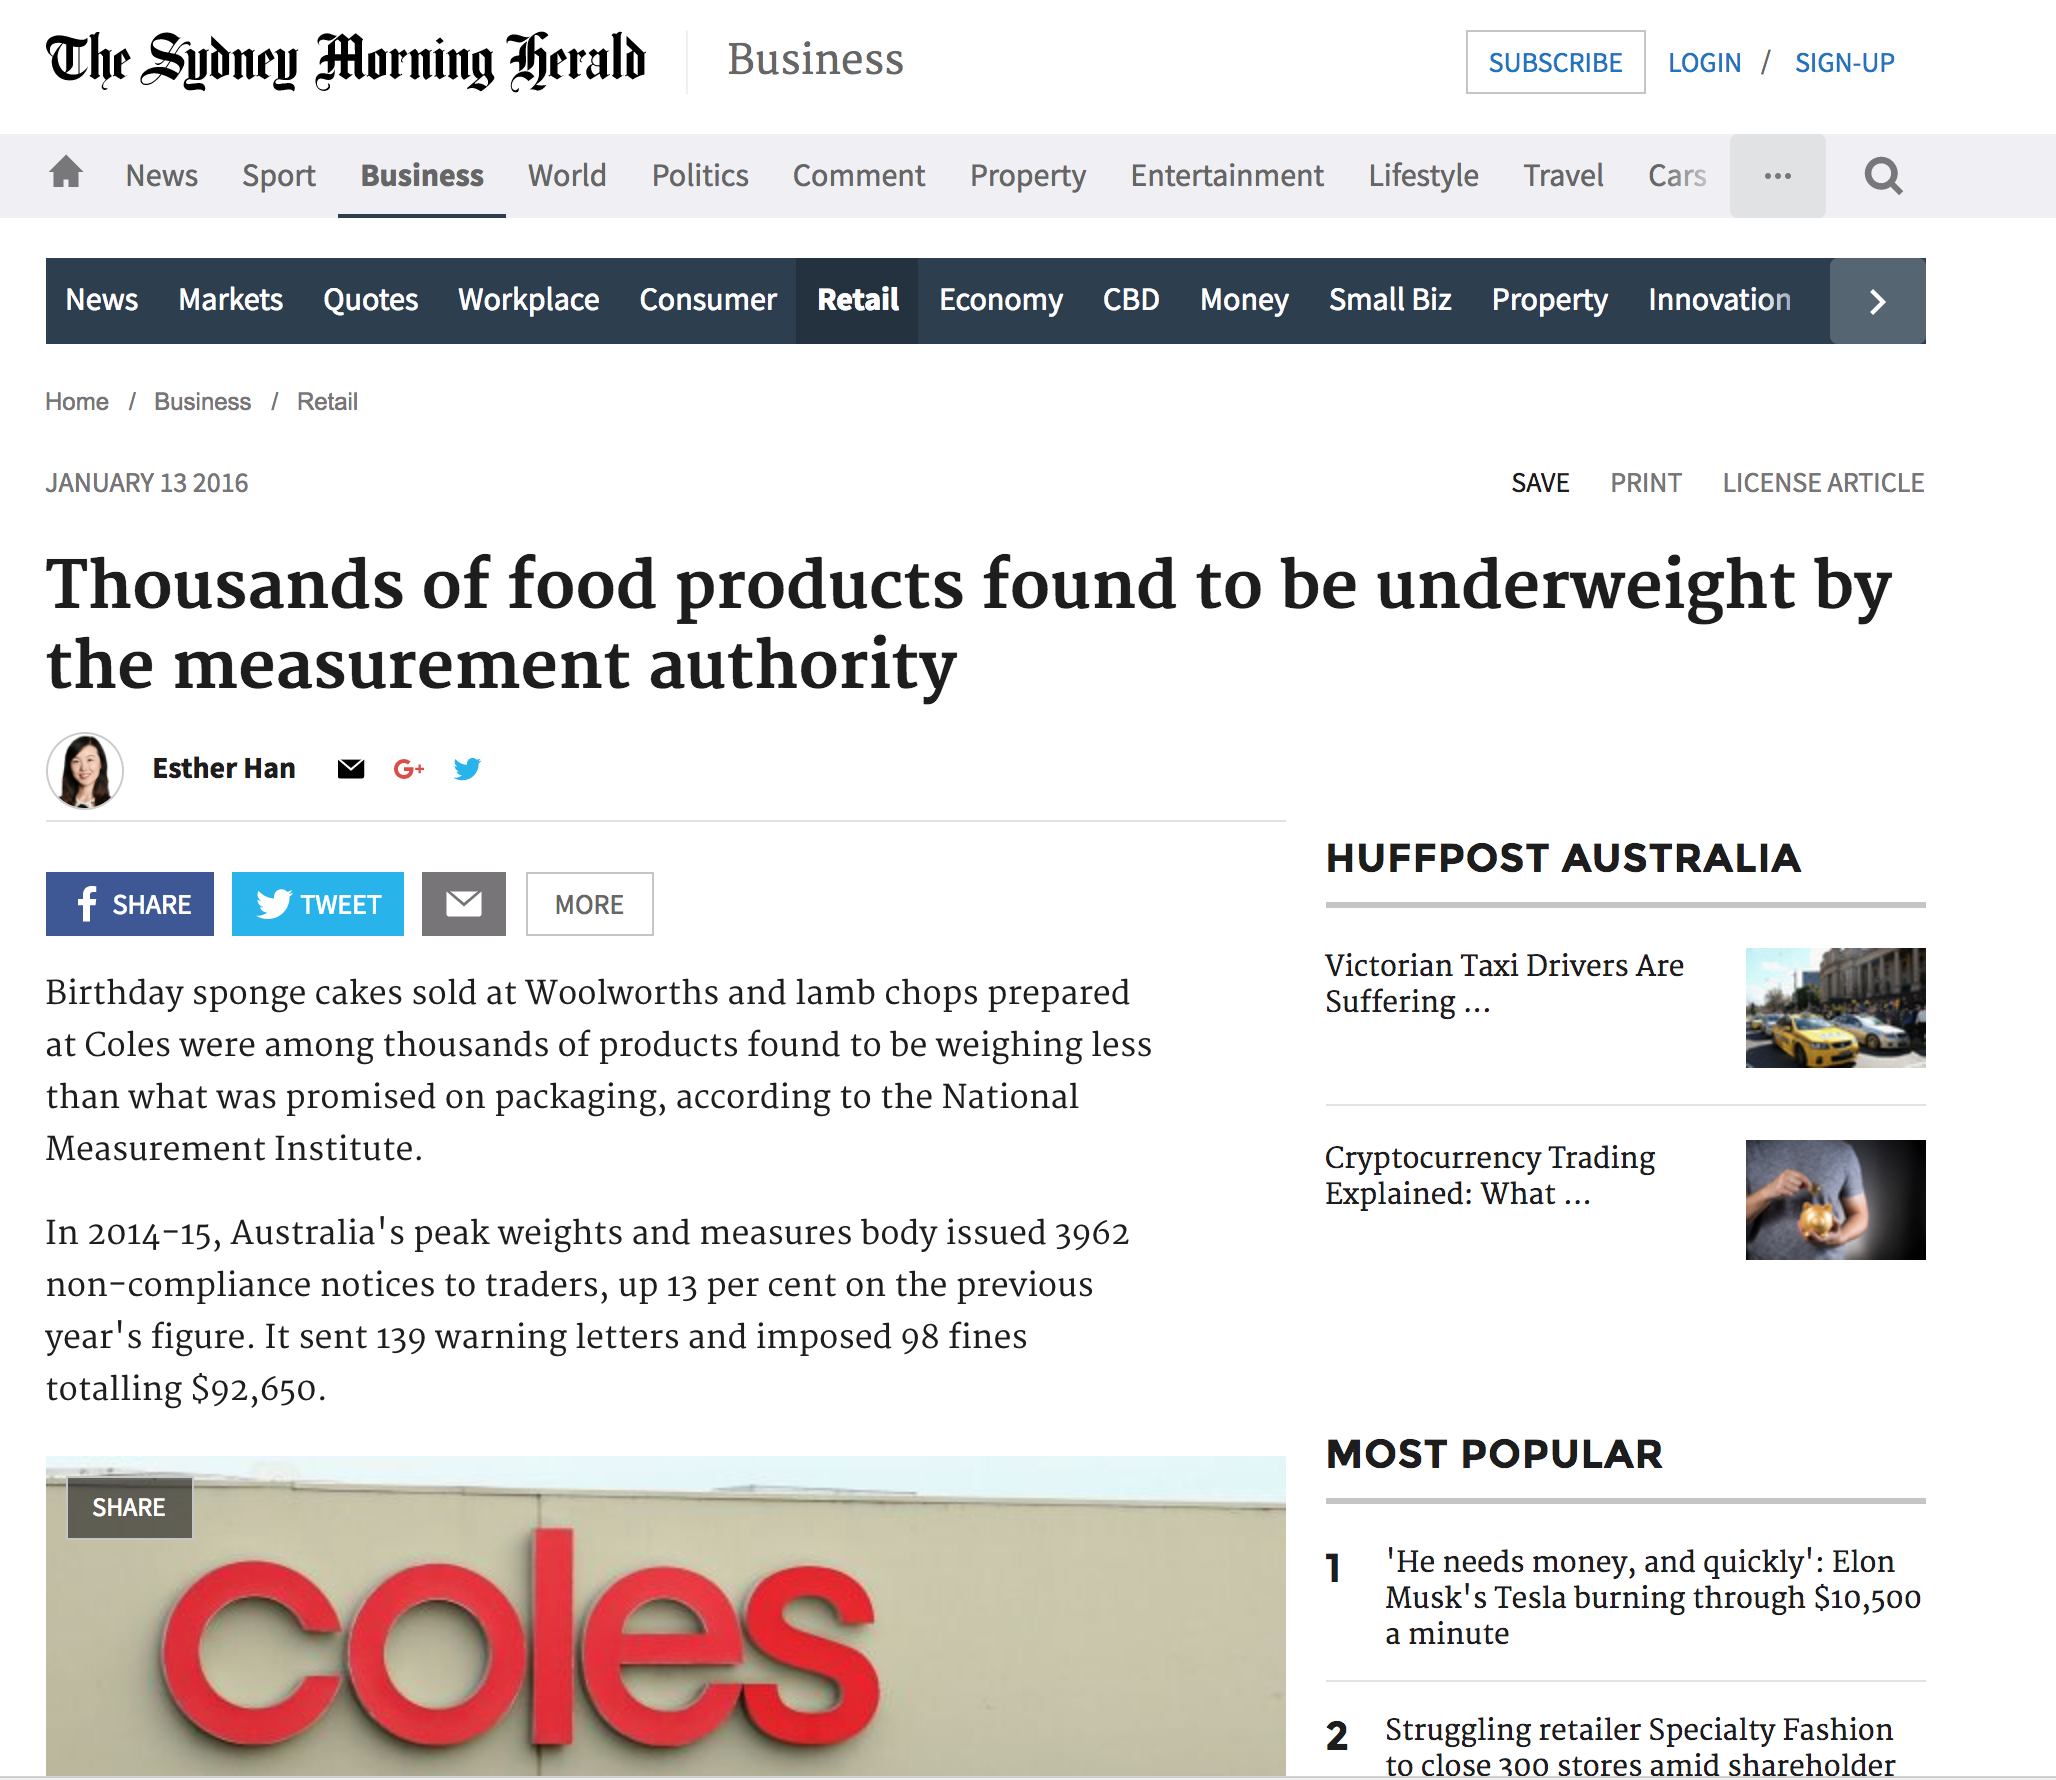 The Sydney Morning Herald
Business
SUBSCRIBE LOGIN / SIGN-UP
News Sport Business World Politics Comment Property Entertainment Lifestyle Travel Cars ...
News Markets Quotes Workplace Consumer Retail Economy CBD Money Small Biz Property Innovation
Home / Business / Retail
JANUARY 13 2016
SAVE PRINT LICENSE ARTICLE
Thousands of food products found to be underweight by
the measurement authority
Esther Han G+
f SHARE TWEET MORE
Birthday sponge cakes sold at Woolworths and lamb chops prepared
at Coles were among thousands of products found to be weighing less
than what was promised on packaging, according to the National
Measurement Institute.
In 2014-15, Australia's peak weights and measures body issued 3962
non-compliance notices to traders, up 13 per cent on the previous
year's figure. It sent 139 warning letters and imposed 98 fines
totalling $92,650.
SHARE
coles
HUFFPOST AUSTRALIA
Victorian Taxi Drivers Are
Suffering ...
Cryptocurrency Trading
Explained: What ...
MOST POPULAR
1 'He needs money, and quickly': Elon
Musk's Tesla burning through $10,500
a minute
2 Struggling retailer Specialty Fashion
to close 300 stores amid shareholder